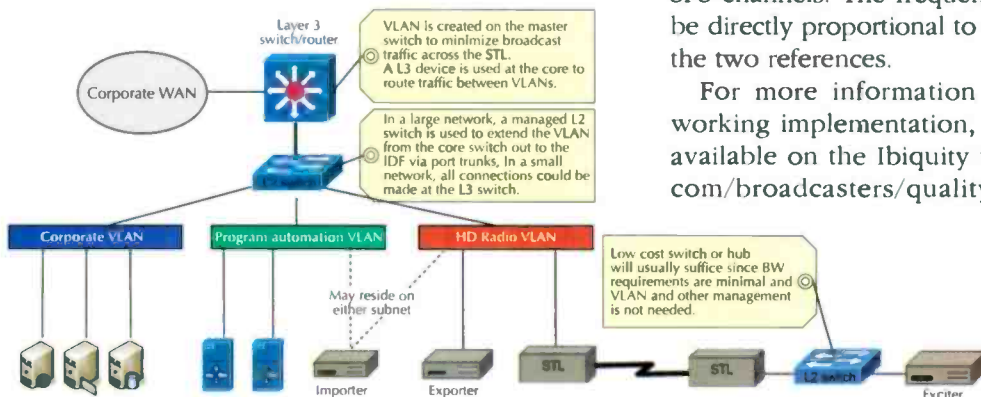 Layer 3
switch/router
Corporate WAN
VLAN is created on the master
switch to minimize broadcast
traffic across the STL.
A L3 device is used at the core to
route traffic between VLANs.
In a large network, a managed L2
switch is used to extend the VLAN
from the core switch out to the
IDF via port trunks, In a small
network, all connections could be
made at the L3 switch.
L2 switch
Corporate VLAN
Program automation VLAN
HD Radio VLAN
May reside on
either subnet
Low cost switch or hub
will usually suffice since BW
requirements are minimal and
VLAN and other management
is not needed.
Importer
Exporter
STL
STL
L2 switch
Exciter
be directly proportional to
the two references.
For more information
working implementation,
available on the Ibiquity
com/broadcasters/quality